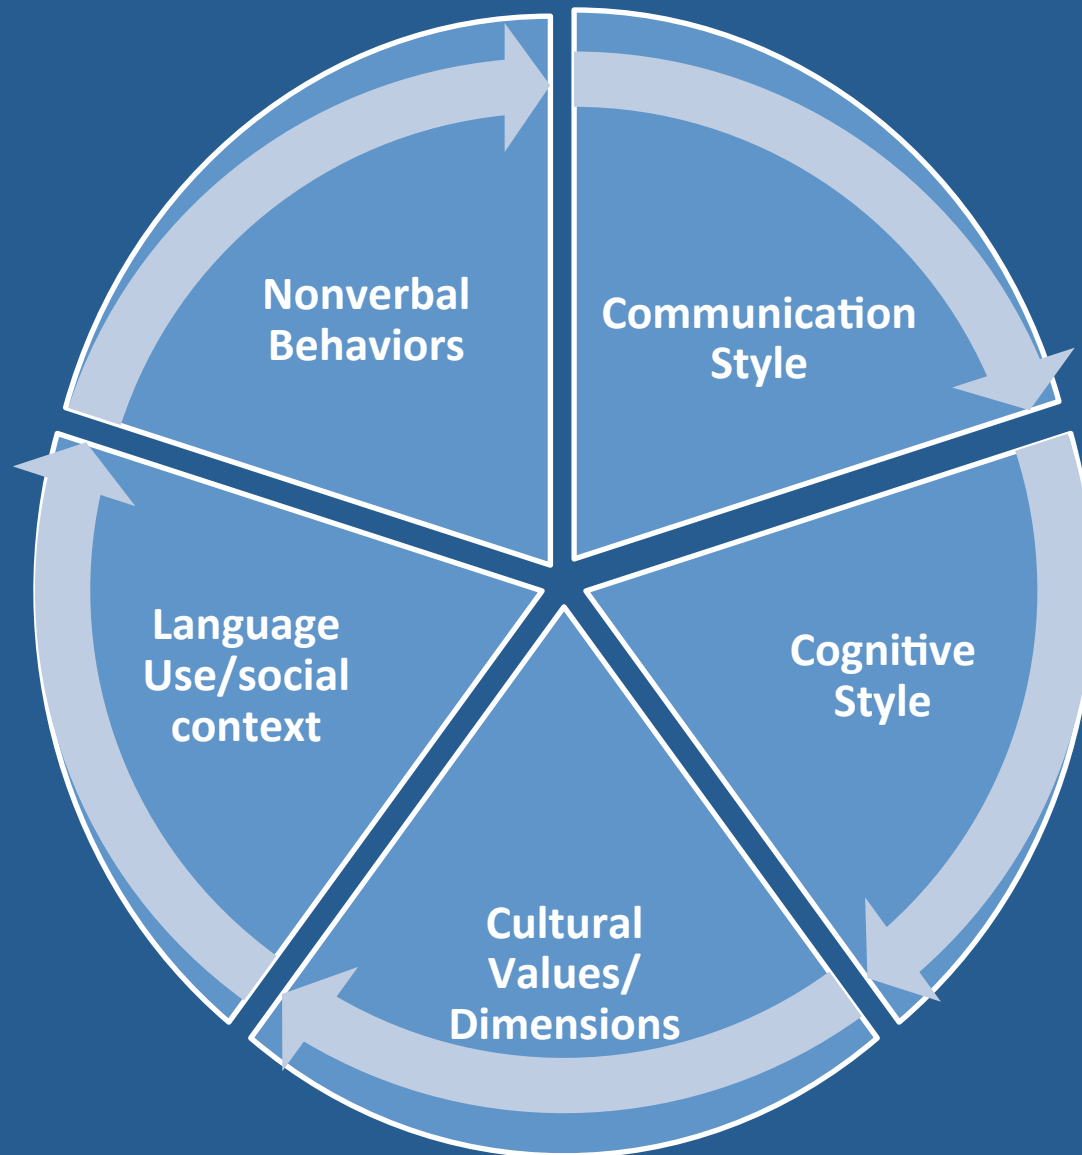 Nonverbal
Behaviors
Communication
Style
Cognitive
Style
Cultural
Values/
Dimensions
Language
Use/social
context